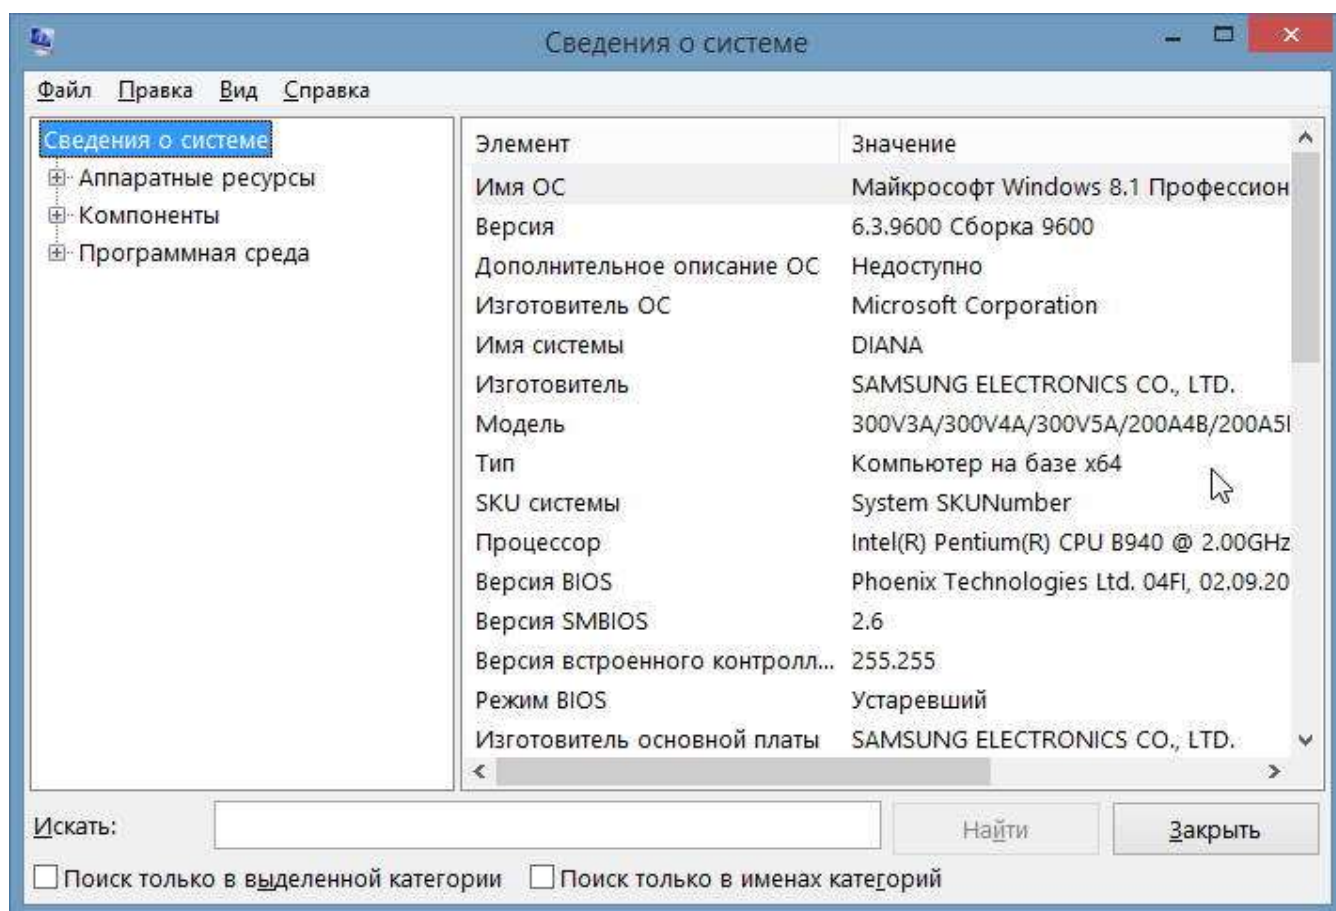 Сведения о системе
Файл Правка Вид Справка
Сведения о системе
Аппаратные ресурсы
Компоненты
Программная среда
Элемент Значение
Имя ОС Майкрософт Windows 8.1 Профессион
Версия 6.3.9600 Сборка 9600
Дополнительное описание ОС Недоступно
Изготовитель ОС Microsoft Corporation
Имя системы DIANA
Изготовитель SAMSUNG ELECTRONICS CO., LTD.
Модель 300V3A/300V4A/300V5A/200A4B/200A5
Тип Компьютер на базе x64
SKU системы System SKUNumber
Процессор Intel(R) Pentium(R) CPU B940 @ 2.00GHz
Версия BIOS Phoenix Technologies Ltd. 04FI, 02.09.20
Версия SMBIOS 2.6
Версия встроенного контролл... 255.255
Режим BIOS Устаревший
Изготовитель основной платы SAMSUNG ELECTRONICS CO., LTD.
Искать: Найти Закрыть
Поиск только в выделенной категории Поиск только в именах категорий